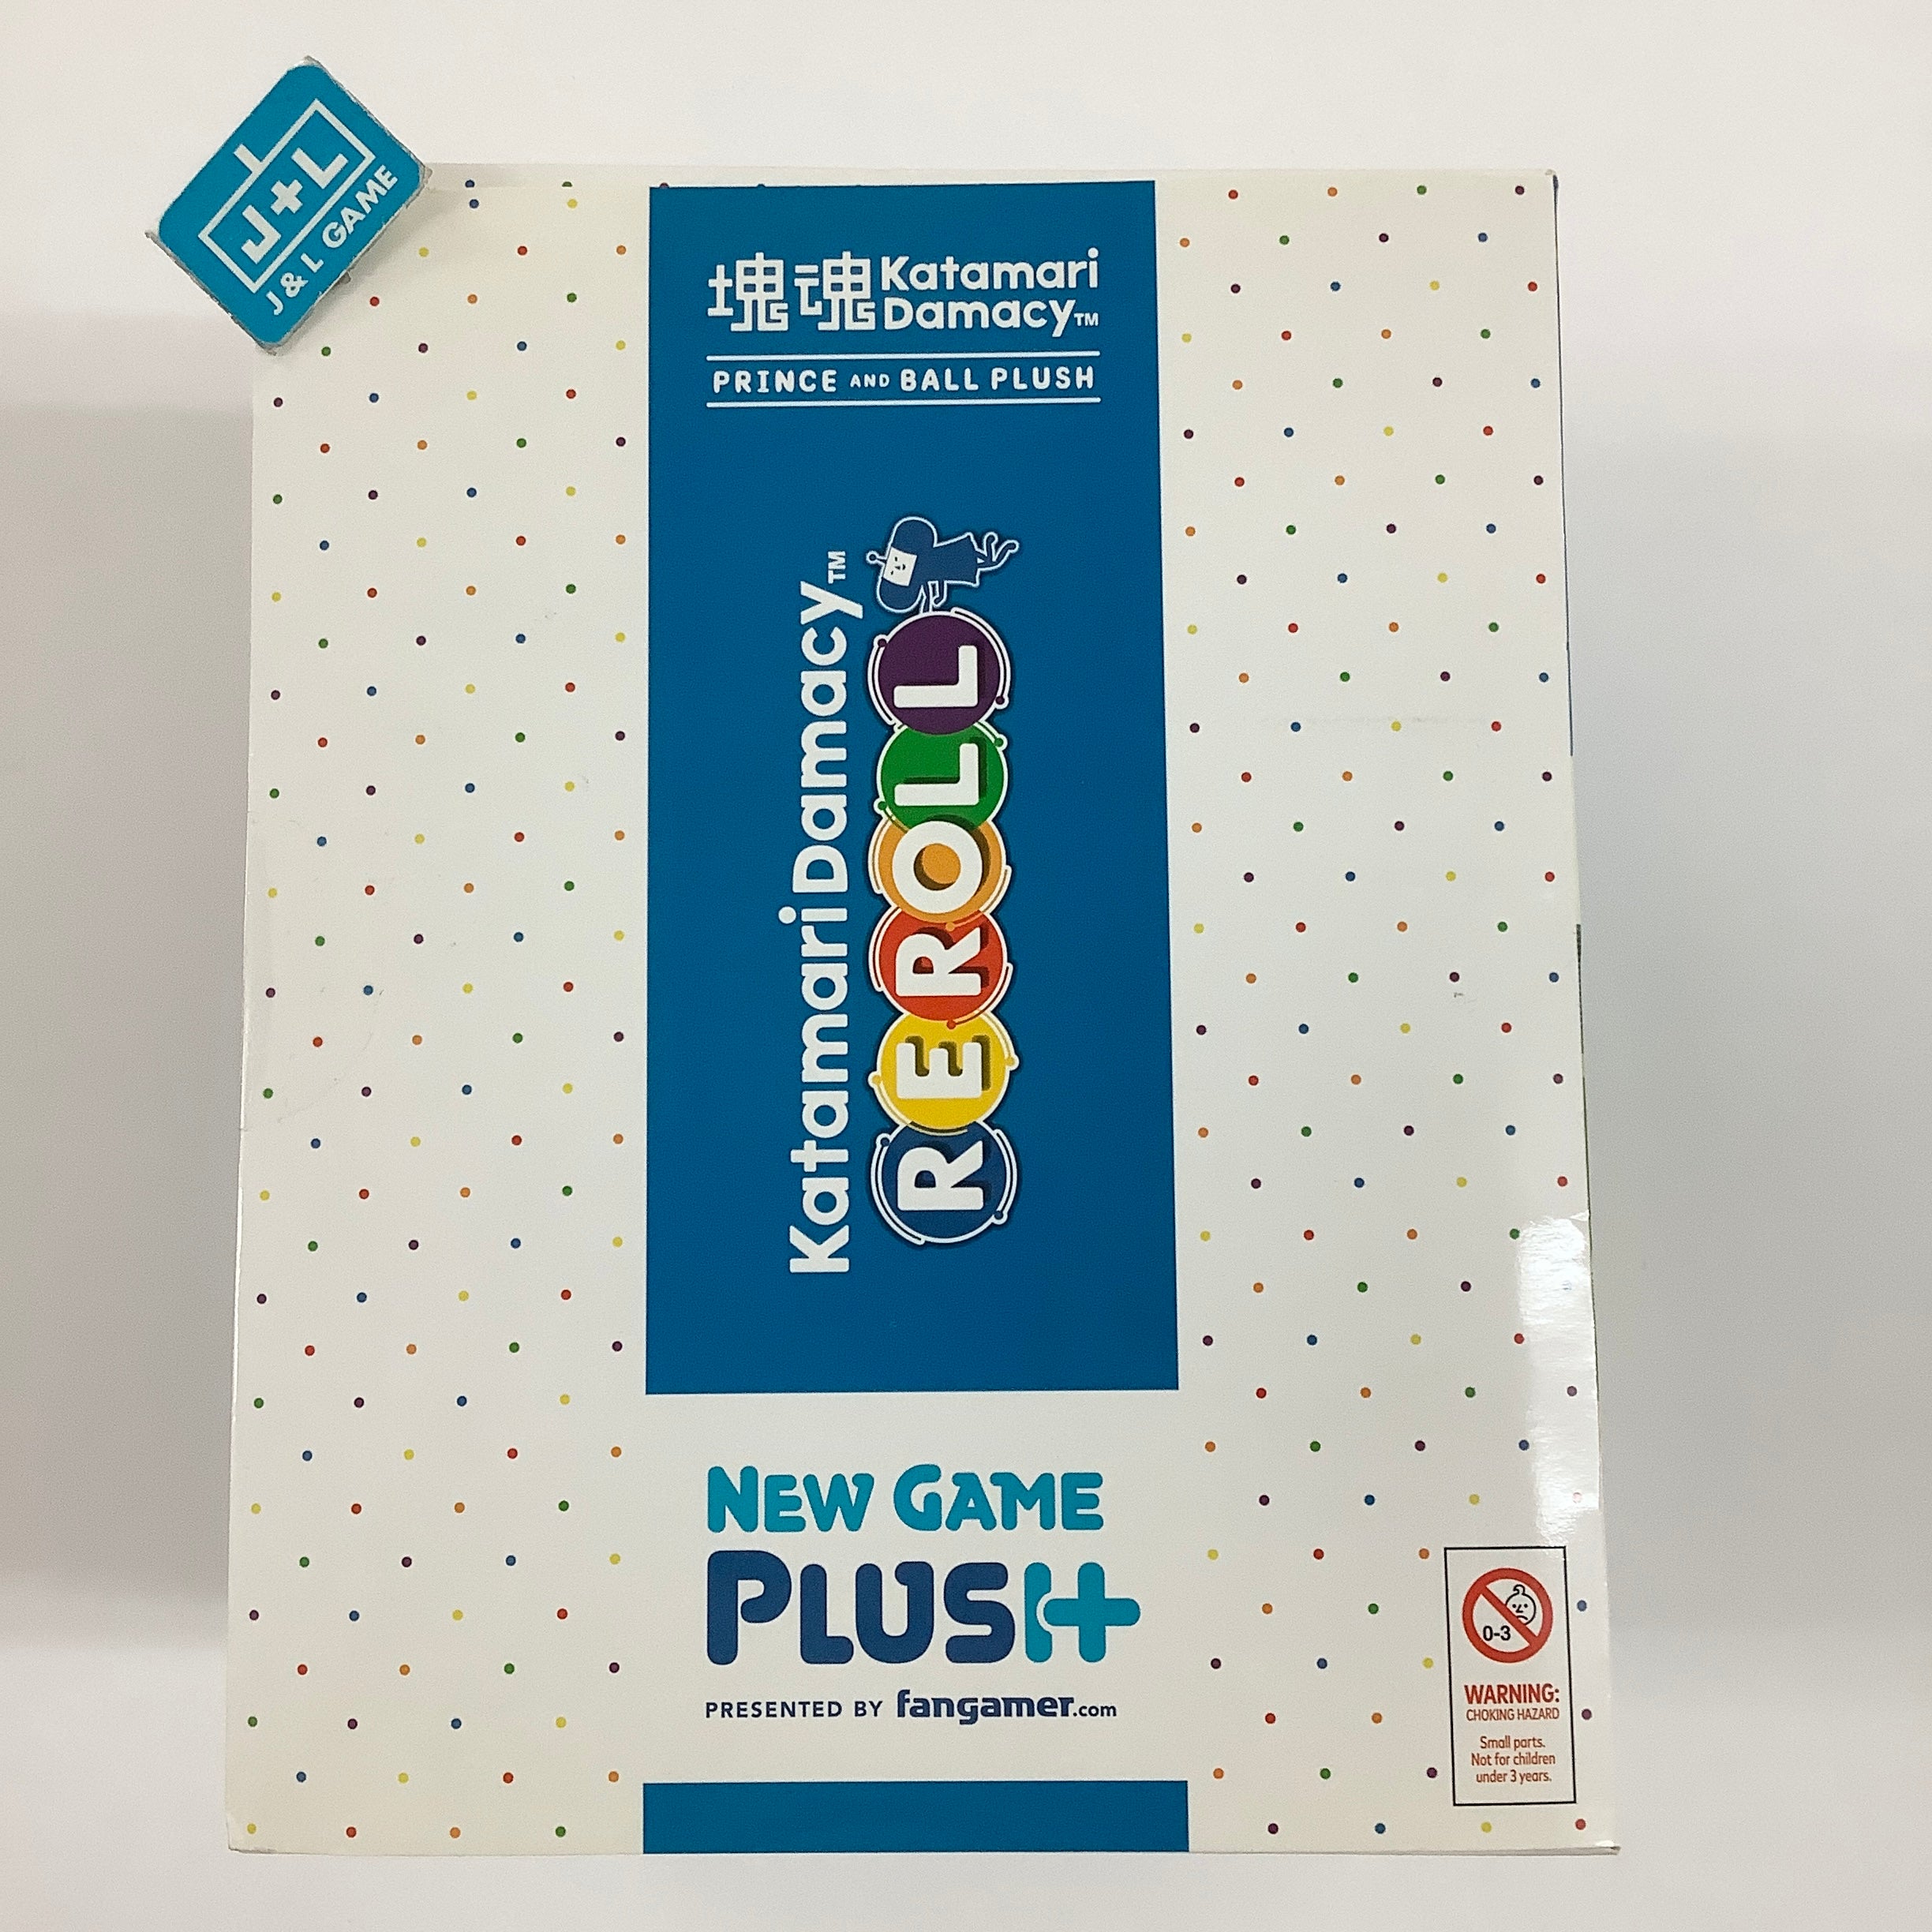 J+L
J & L GAME
塊魂 Katamari
Damacy™
PRINCE AND BALL PLUSH
Katamari Damacy™
REROLL
NEW GAME
PLUSH
PRESENTED BY fangamer.com
0-3
WARNING:
CHOKING HAZARD
Small parts.
Not for children
under 3 years.